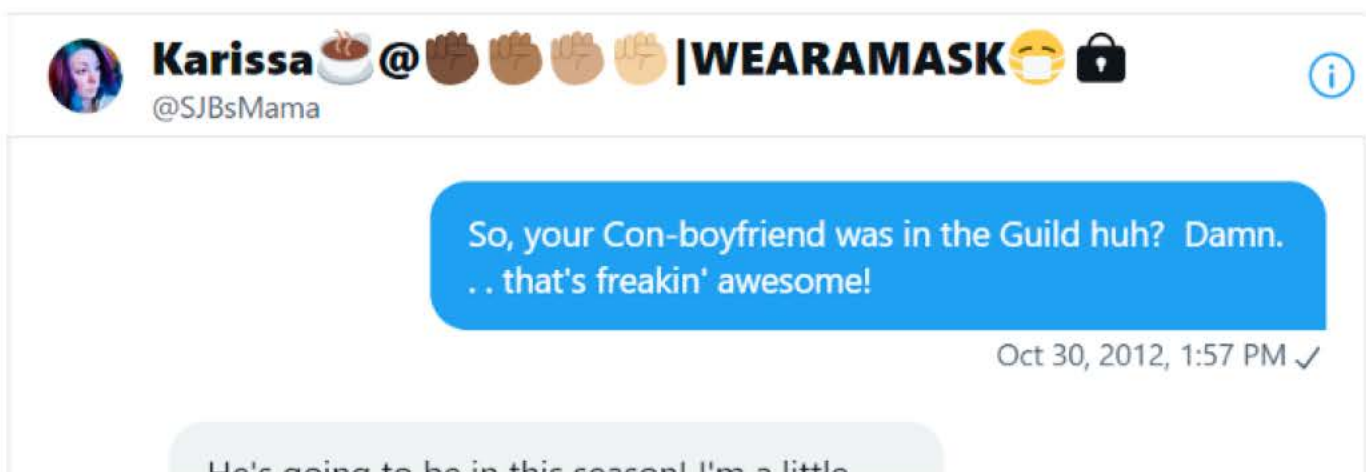 Karissa☕@✊🏿✊🏾✊🏽✊🏼|WEARAMASK😷🔒
@SJBsMama
So, your Con-boyfriend was in the Guild huh?  Damn.
. . that's freakin' awesome!
Oct 30, 2012, 1:57 PM ✓
He's going to be in this season! I'm a little